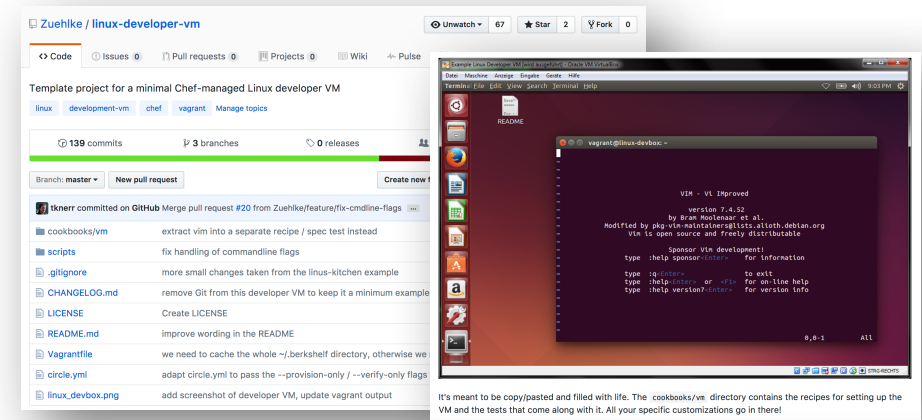 Zuehlke / linux-developer-vm
Unwatch 67 Star 2 Fork 0
Code Issues 0 Pull requests 0 Projects 0 Wiki Pulse
Template project for a minimal Chef-managed Linux developer VM
linux development-vm chef vagrant Manage topics
139 commits 3 branches 0 releases
Branch: master New pull request Create new f
tknerr committed on GitHub Merge pull request #20 from Zuehlke/feature/fix-cmdline-flags ...
cookbooks/vm extract vim into a separate recipe / spec test instead
scripts fix handling of commandline flags
.gitignore more small changes taken from the linus-kitchen example
CHANGELOG.md remove Git from this developer VM to keep it a minimum example
LICENSE Create LICENSE
README.md improve wording in the README
Vagrantfile we need to cache the whole ~/.berkshelf directory, otherwise we
circle.yml adapt circle.yml to pass the --provision-only / --verify-only flags
linux_devbox.png add screenshot of developer VM, update vagrant output
Example Linux Developer VM [wird ausgeführt] - Oracle VM VirtualBox
Datei Maschine Anzeige Eingabe Geräte Hilfe
Termin File Edit View Search Terminal Help 9:03 PM
README
vagrant@linux-devbox: ~
VIM - Vi IMproved
version 7.4.52
by Bram Moolenaar et al.
Modified by pkg-vim-maintainers@lists.alioth.debian.org
Vim is open source and freely distributable
Sponsor Vim development!
type :help sponsor<Enter> for information
type :q<Enter> to exit
type :help<Enter> or <F1> for on-line help
type :help version7<Enter> for version info
0,0-1 All
STRG-RECHTS
It's meant to be copy/pasted and filled with life. The cookbooks/vm directory contains the recipes for setting up the
VM and the tests that come along with it. All your specific customizations go in there!